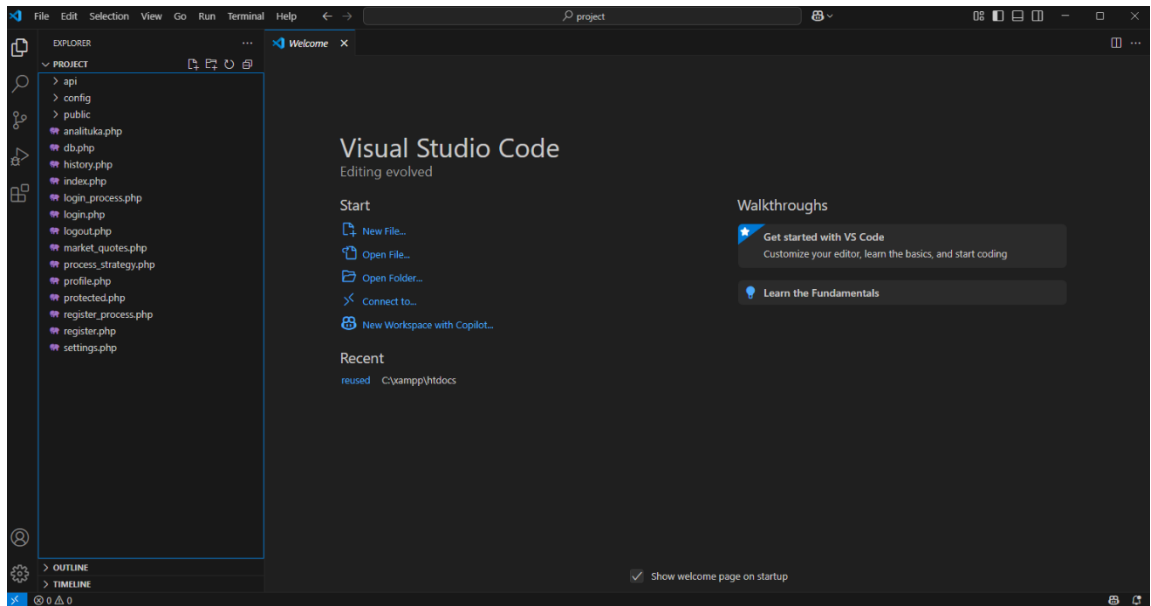 File Edit Selection View Go Run Terminal Help
project
EXPLORER
PROJECT
api
config
public
analituka.php
db.php
history.php
index.php
login_process.php
login.php
logout.php
market_quotes.php
process_strategy.php
profile.php
protected.php
register_process.php
register.php
settings.php
OUTLINE
TIMELINE
Welcome
Visual Studio Code
Editing evolved
Start
New File...
Open File...
Open Folder...
Connect to...
New Workspace with Copilot...
Recent
reused C:\xampp\htdocs
Walkthroughs
Get started with VS Code
Customize your editor, learn the basics, and start coding
Learn the Fundamentals
Show welcome page on startup
0 0